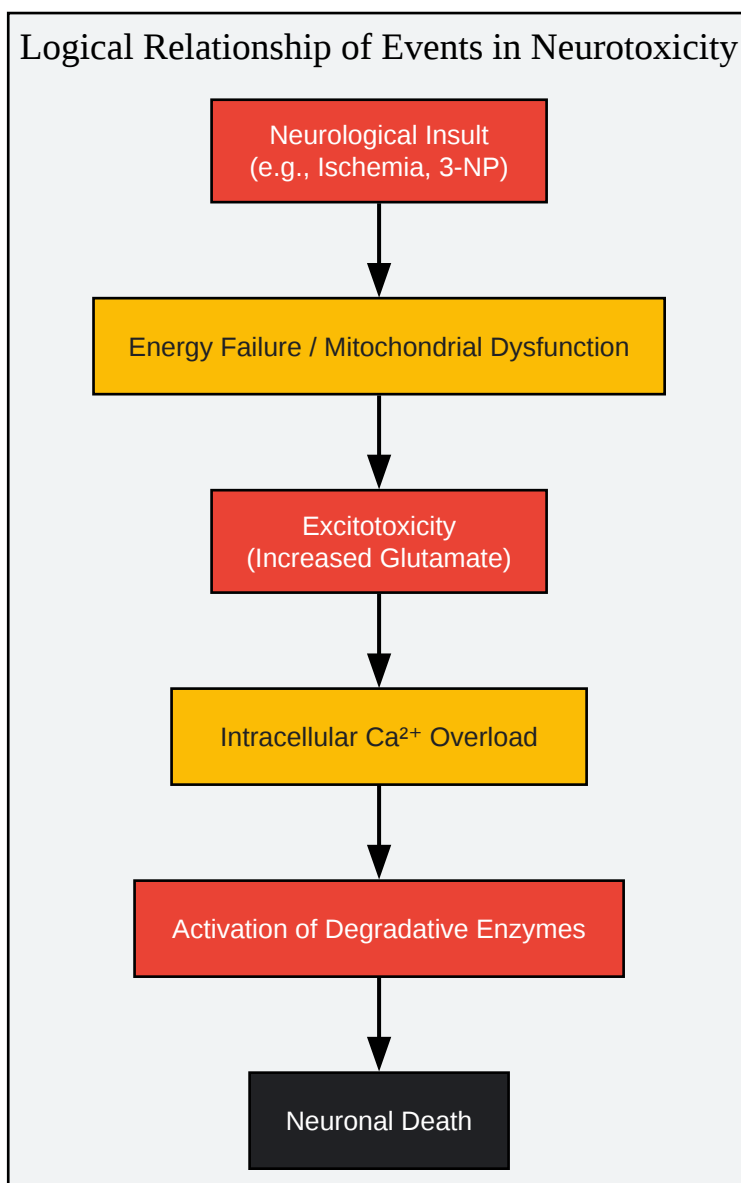 Logical Relationship of Events in Neurotoxicity
Neurological Insult
(e.g., Ischemia, 3-NP)
Energy Failure / Mitochondrial Dysfunction
Excitotoxicity
(Increased Glutamate)
Intracellular Ca²⁺ Overload
Activation of Degradative Enzymes
Neuronal Death